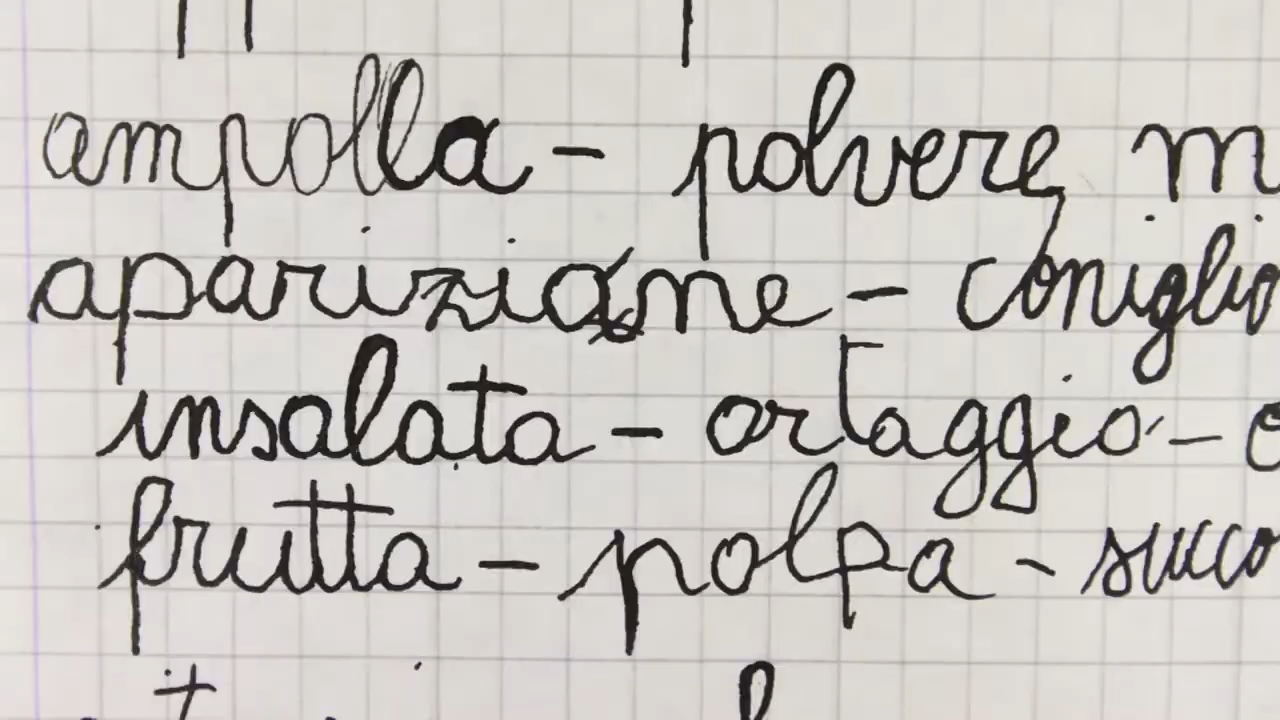 ampolla - polvere
aparizione - coniglio
insalata - ortaggio -
frutta - polpa - succo